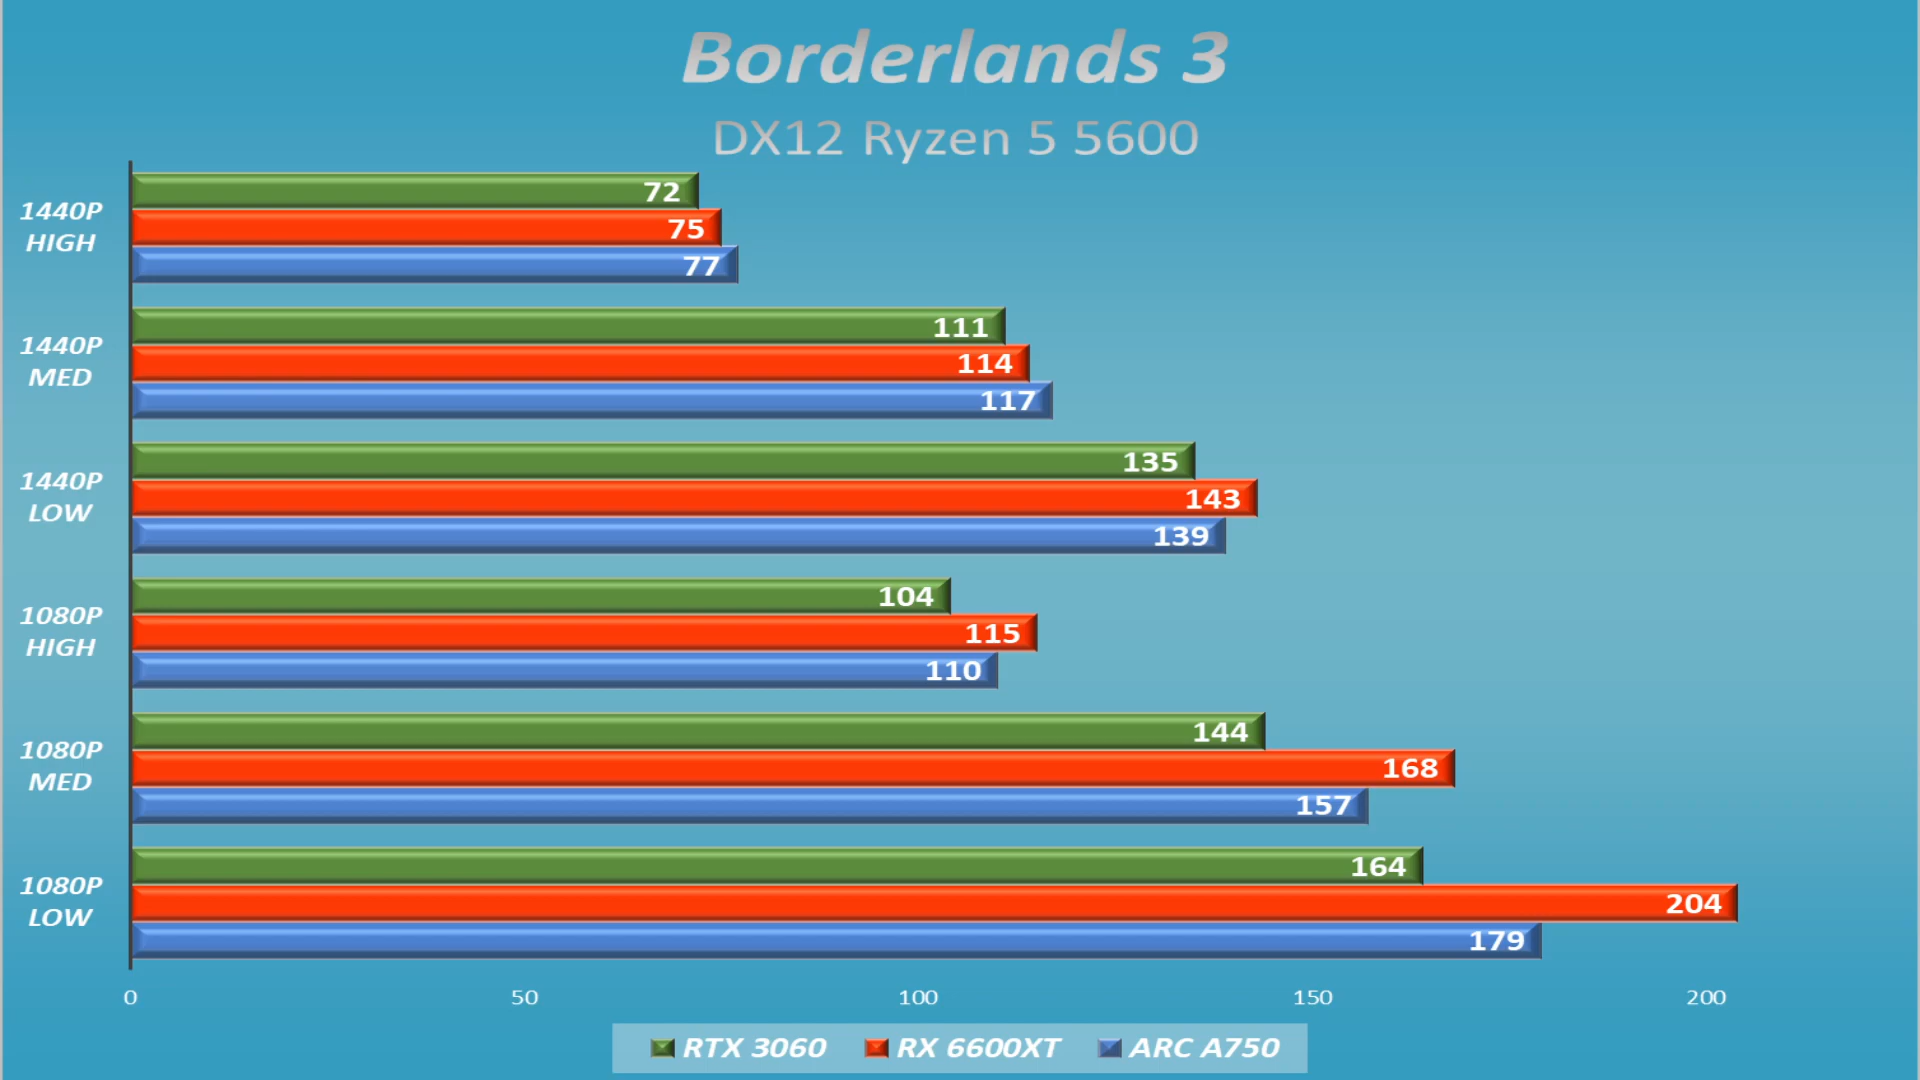 Borderlands 3
DX12 Ryzen 5 5600
1440P
HIGH
72
75
77
1440P
MED
111
114
117
1440P
LOW
135
143
139
1080P
HIGH
104
115
110
1080P
MED
144
168
157
1080P
LOW
164
204
179
0 50 100 150 200
RTX 3060 RX 6600XT ARC A750